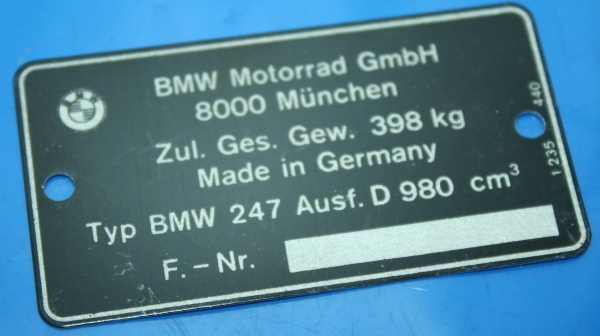 BMW Motorrad GmbH
8000 München
Zul. Ges. Gew. 398 kg
Made in Germany
Typ BMW 247 Ausf. D 980 cm³
F. – Nr.
1 235 440